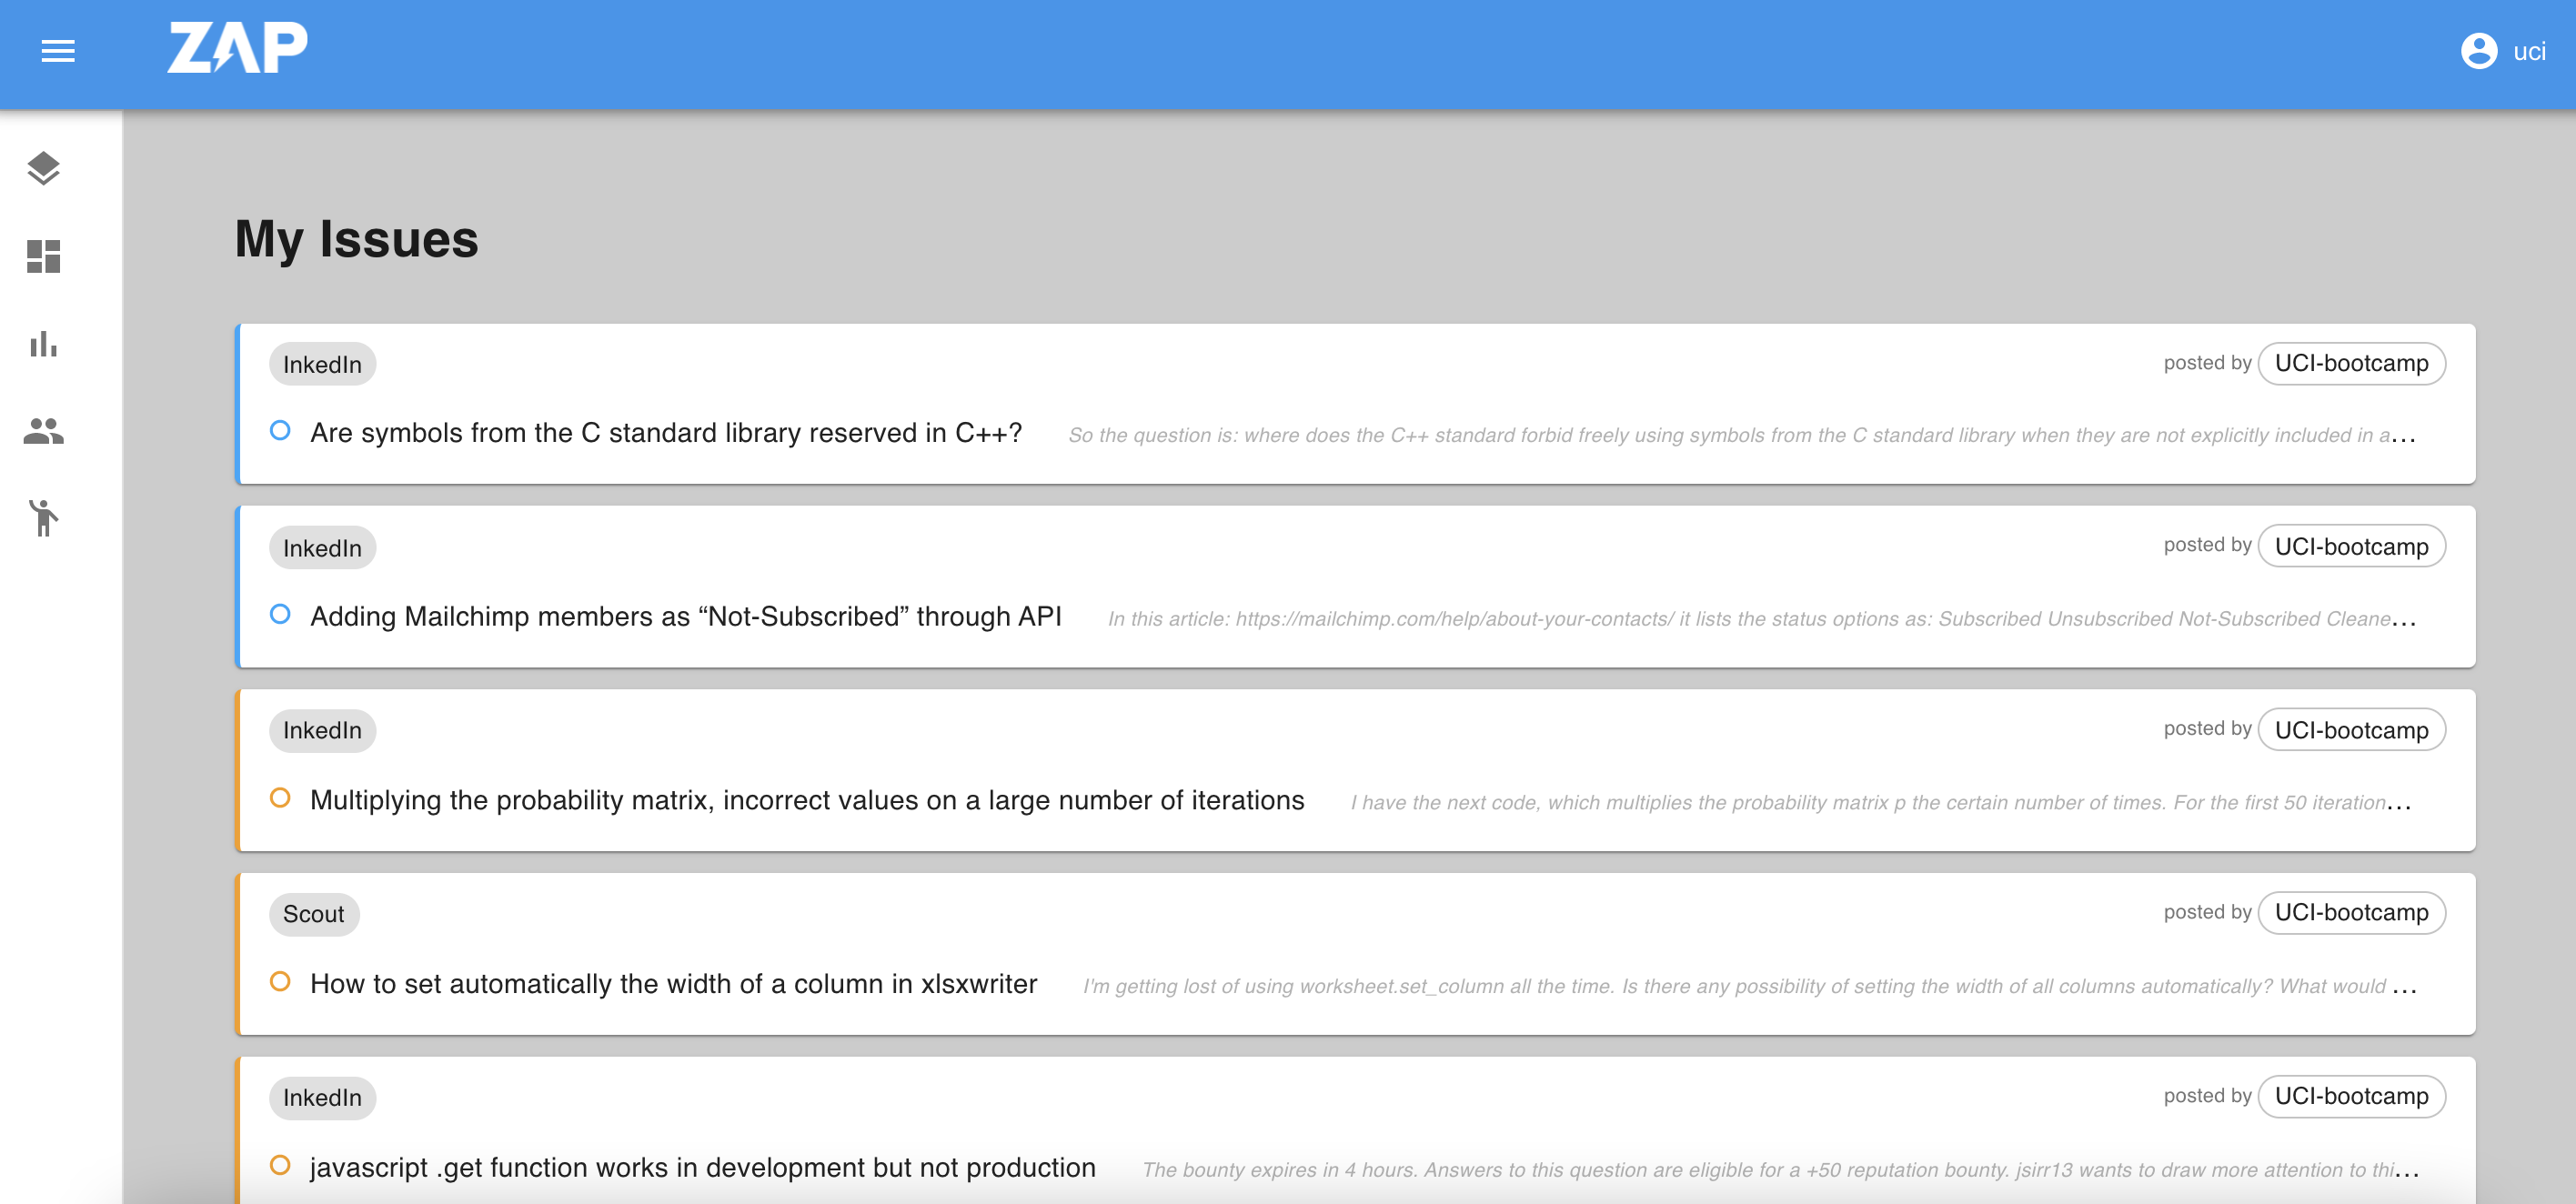 ZAP
uci
My Issues
InkedIn
posted by UCI-bootcamp
Are symbols from the C standard library reserved in C++? So the question is: where does the C++ standard forbid freely using symbols from the C standard library when they are not explicitly included in a...
InkedIn
posted by UCI-bootcamp
Adding Mailchimp members as “Not-Subscribed” through API In this article: https://mailchimp.com/help/about-your-contacts/ it lists the status options as: Subscribed Unsubscribed Not-Subscribed Cleane...
InkedIn
posted by UCI-bootcamp
Multiplying the probability matrix, incorrect values on a large number of iterations I have the next code, which multiplies the probability matrix p the certain number of times. For the first 50 iteration...
Scout
posted by UCI-bootcamp
How to set automatically the width of a column in xlsxwriter I'm getting lost of using worksheet.set_column all the time. Is there any possibility of setting the width of all columns automatically? What would ...
InkedIn
posted by UCI-bootcamp
javascript .get function works in development but not production The bounty expires in 4 hours. Answers to this question are eligible for a +50 reputation bounty. jsirr13 wants to draw more attention to thi...